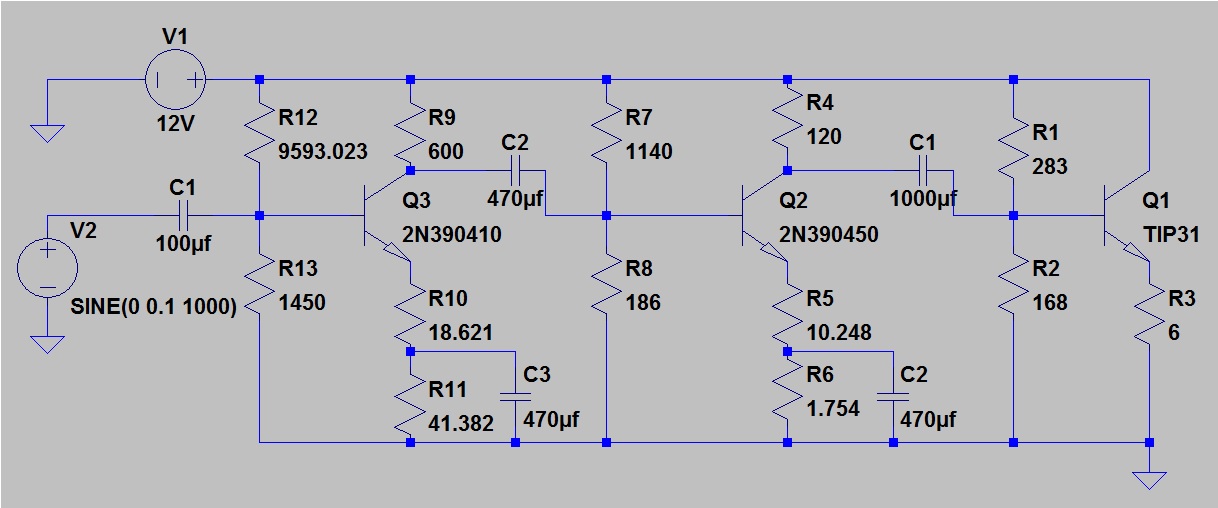 V1
12V
R12
9593.023
R9
600
C2
470µf
R7
1140
R4
120
C1
1000µf
R1
283
C1
100µf
V2
SINE(0 0.1 1000)
R13
1450
Q3
2N390410
R10
18.621
R11
41.382
C3
470µf
R8
186
Q2
2N390450
R5
10.248
R6
1.754
C2
470µf
R2
168
Q1
TIP31
R3
6